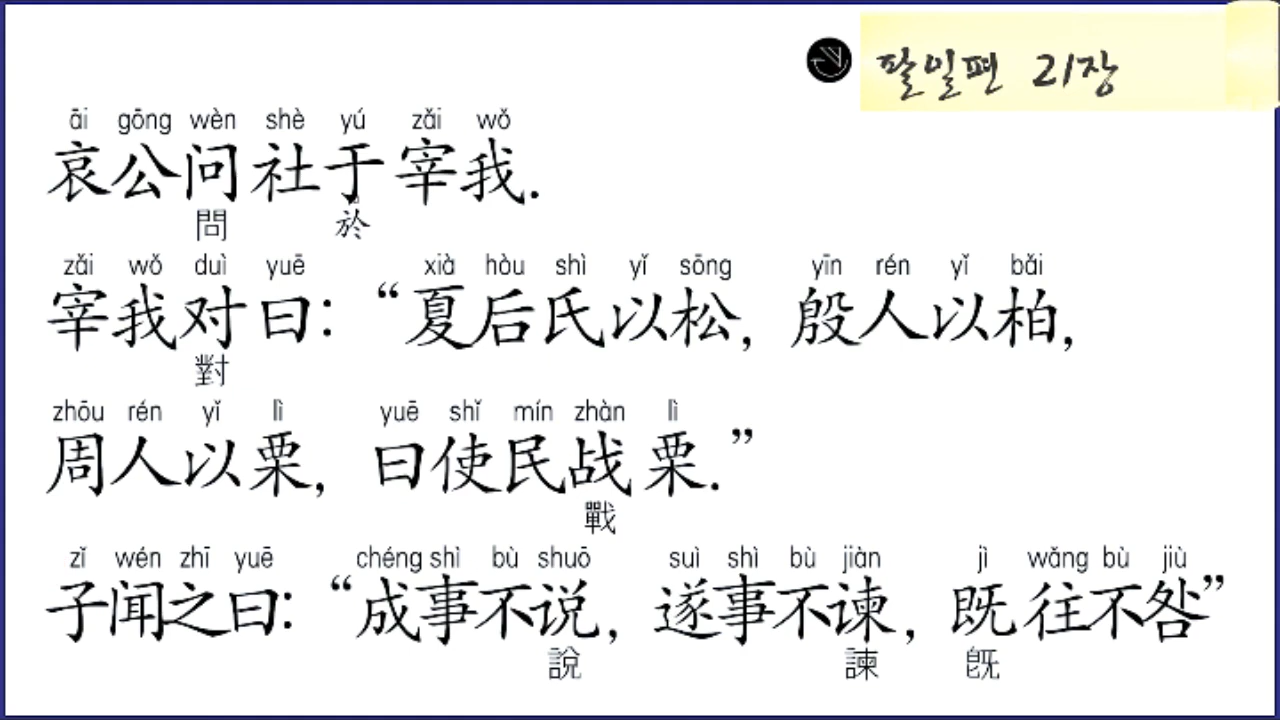 팔일편 21장
āi gōng wèn shè yú zǎi wǒ
哀公问社于宰我.
問 於
zǎi wǒ duì yuē xià hòu shì yǐ sōng yīn rén yǐ bǎi
宰我对曰: “夏后氏以松, 殷人以柏,
對
zhōu rén yǐ lì yuē shǐ mín zhàn lì
周人以栗, 曰使民战栗.”
戰
zǐ wén zhī yuē chéng shì bù shuō suì shì bù jiàn jì wǎng bù jiù
子闻之曰: “成事不说, 遂事不谏, 既往不咎”
說 諫 旣